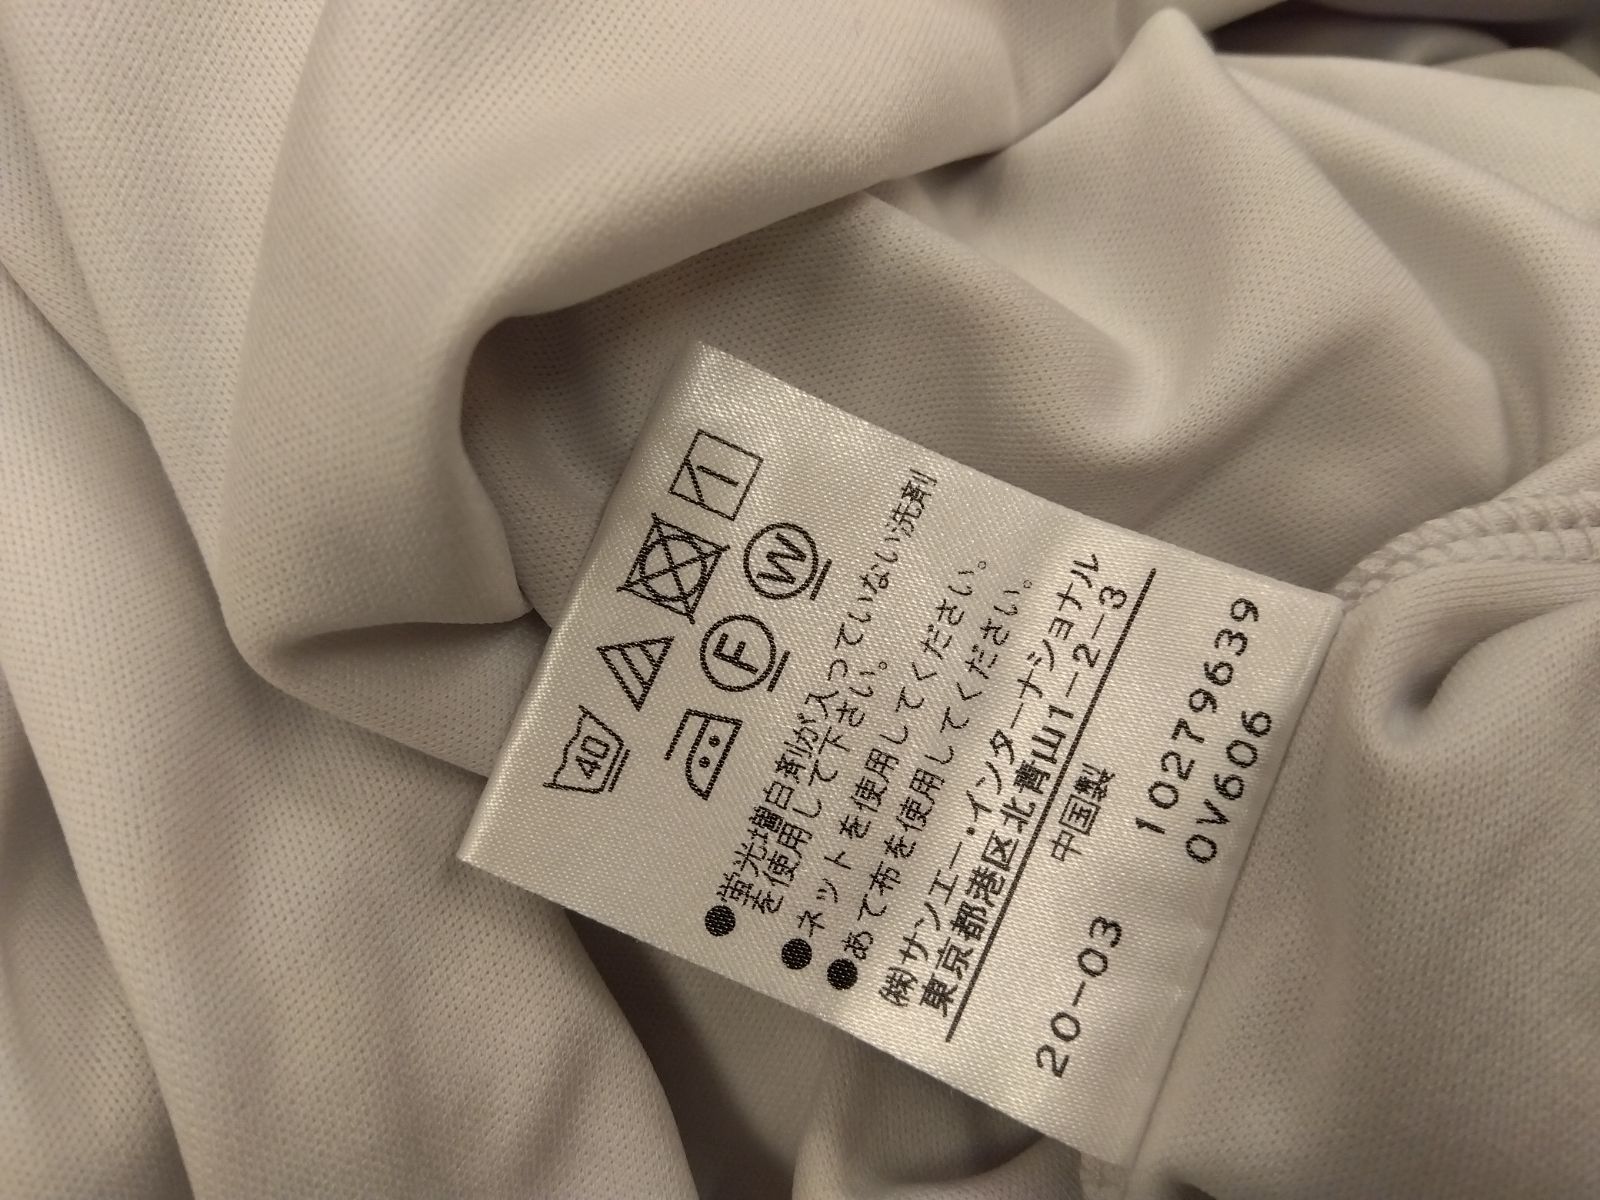 40
F W
●蛍光増白剤が入っていない洗剤
を使用して下さい。
●ネットを使用してください。
●あて布を使用してください。
㈱サンエー・インターナショナル
東京都港区北青山1-2-3
中国製
10279639
20-03 0V606